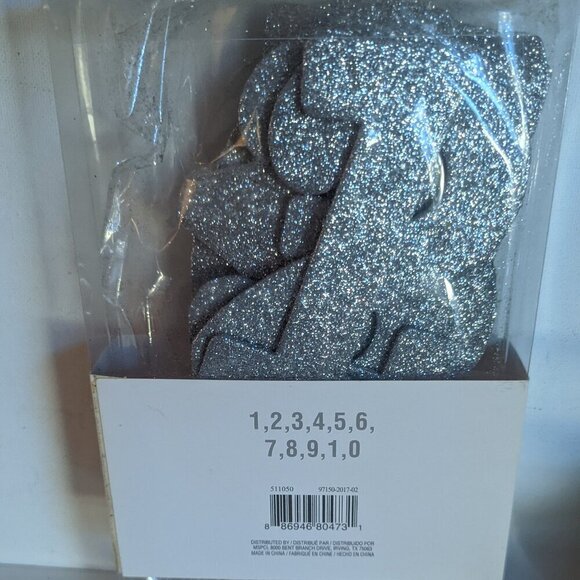 1,2,3,4,5,6,
7,8,9,1,0
511050 97150-2017-02
8 86946 80473 1
DISTRIBUTED BY / DISTRIBUÉ PAR / DISTRIBUIDO POR
MSPCI, 8000 BENT BRANCH DRIVE, IRVING, TX 75063
MADE IN CHINA / FABRIQUÉ EN CHINE / HECHO EN CHINA